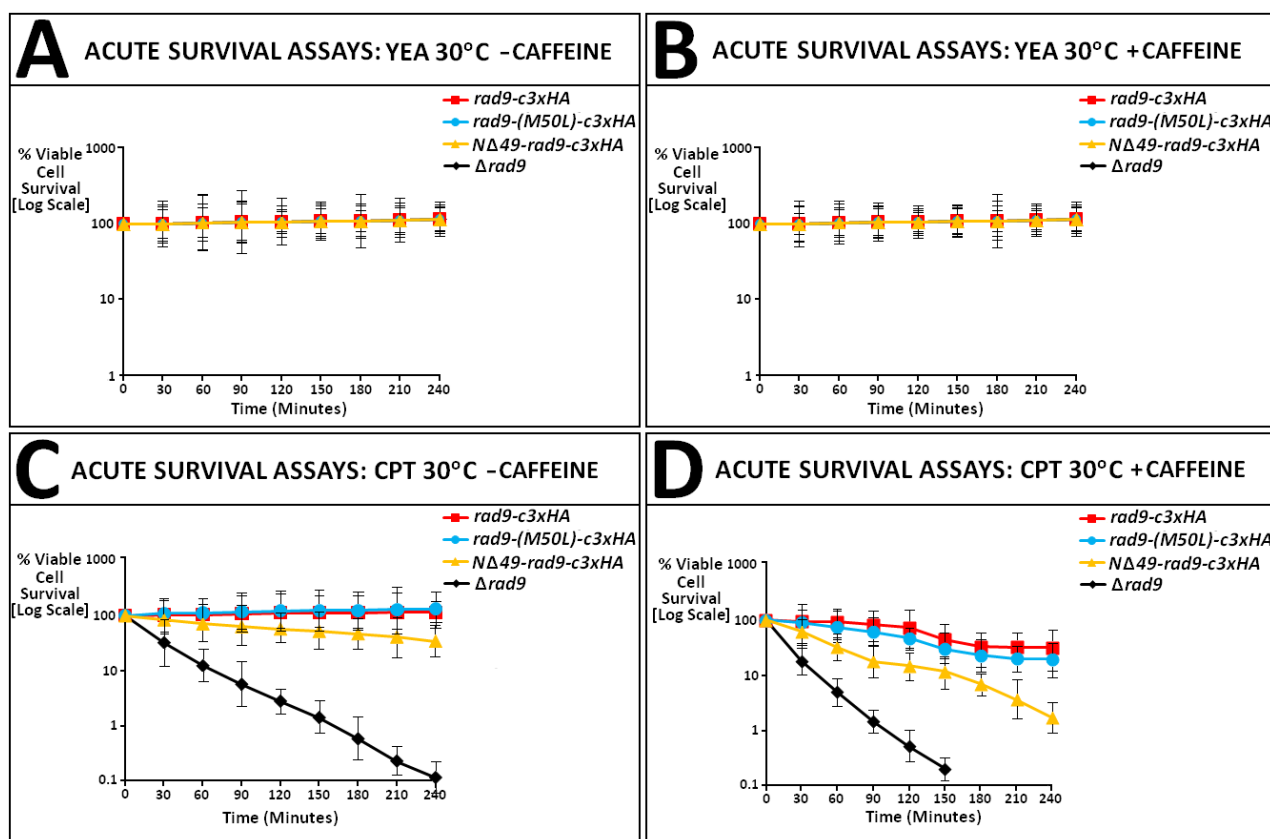 A ACUTE SURVIVAL ASSAYS: YEA 30°C −CAFFEINE
rad9-c3xHA
rad9-(M50L)-c3xHA
NΔ49-rad9-c3xHA
Δrad9
% Viable
Cell
Survival
[Log Scale]
1000
100
10
1
0 30 60 90 120 150 180 210 240
Time (Minutes)
B ACUTE SURVIVAL ASSAYS: YEA 30°C +CAFFEINE
rad9-c3xHA
rad9-(M50L)-c3xHA
NΔ49-rad9-c3xHA
Δrad9
% Viable
Cell
Survival
[Log Scale]
1000
100
10
1
0 30 60 90 120 150 180 210 240
Time (Minutes)
C ACUTE SURVIVAL ASSAYS: CPT 30°C −CAFFEINE
rad9-c3xHA
rad9-(M50L)-c3xHA
NΔ49-rad9-c3xHA
Δrad9
% Viable
Cell
Survival
[Log Scale]
1000
100
10
1
0.1
0 30 60 90 120 150 180 210 240
Time (Minutes)
D ACUTE SURVIVAL ASSAYS: CPT 30°C +CAFFEINE
rad9-c3xHA
rad9-(M50L)-c3xHA
NΔ49-rad9-c3xHA
Δrad9
% Viable
Cell
Survival
[Log Scale]
1000
100
10
1
0.1
0 30 60 90 120 150 180 210 240
Time (Minutes)